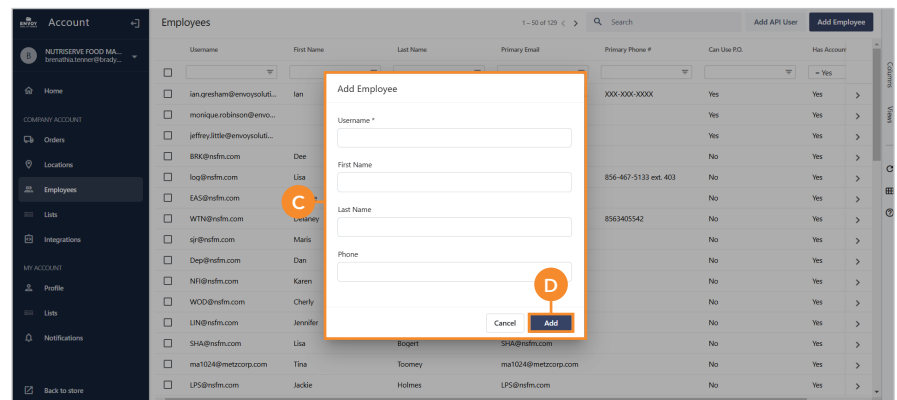 ENVOY Account
B NUTRISERVE FOOD MA...
brenathia.tenner@brady...
Home
COMPANY ACCOUNT
Orders
Locations
Employees
Lists
Integrations
MY ACCOUNT
Profile
Lists
Notifications
Back to store
Employees 1 – 50 of 129 < > Search Add API User Add Employee
Username First Name Last Name Primary Email Primary Phone # Can Use P.O. Has Accoun
= Yes
ian.gresham@envoysoluti... Ian XXX-XXX-XXXX Yes Yes
monique.robinson@envo... Yes Yes
jeffrey.little@envoysoluti... Yes Yes
BRK@nsfm.com Dee No Yes
log@nsfm.com Lisa 856-467-5133 ext. 403 No Yes
EAS@nsfm.com No Yes
WTN@nsfm.com Delaney 8563405542 No Yes
sjr@nsfm.com Maris No Yes
Dep@nsfm.com Dan No Yes
NFI@nsfm.com Karen No Yes
WOD@nsfm.com Cherly No Yes
LIN@nsfm.com Jennifer No Yes
SHA@nsfm.com Lisa Bogert SHA@nsfm.com No Yes
ma1024@metzcorp.com Tina Toomey ma1024@metzcorp.com No Yes
LPS@nsfm.com Jackie Holmes LPS@nsfm.com No Yes
Add Employee
Username *
First Name
Last Name
Phone
Cancel Add
C
D
Columns
Views